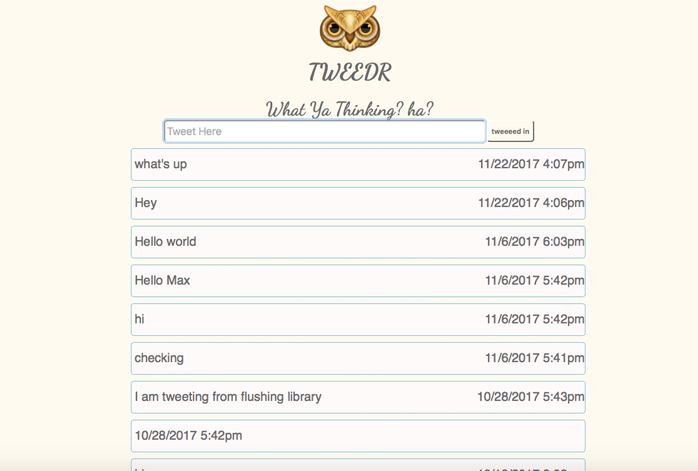 TWEEDR
What Ya Thinking? ha?
Tweet Here tweeeed in
what's up 11/22/2017 4:07pm
Hey 11/22/2017 4:06pm
Hello world 11/6/2017 6:03pm
Hello Max 11/6/2017 5:42pm
hi 11/6/2017 5:42pm
checking 11/6/2017 5:41pm
I am tweeting from flushing library 10/28/2017 5:43pm
10/28/2017 5:42pm